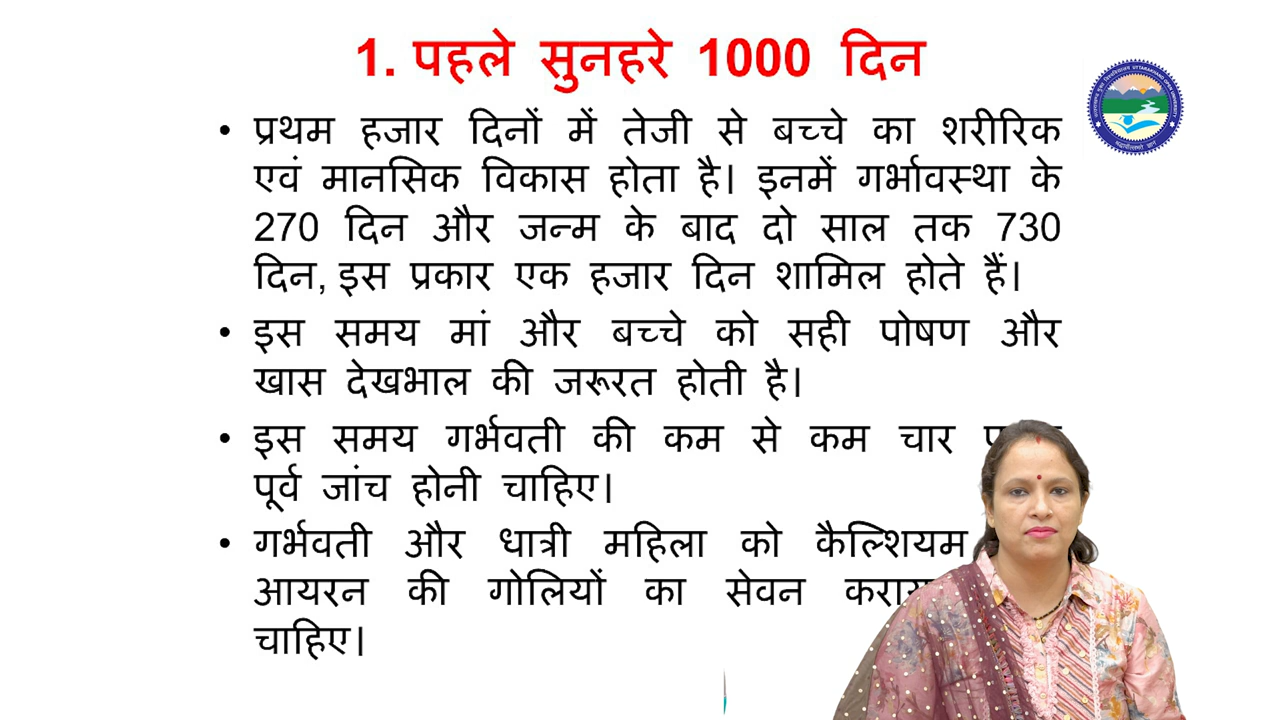 1. पहले सुनहरे 1000 दिन
• प्रथम हजार दिनों में तेजी से बच्चे का शरीरिक
एवं मानसिक विकास होता है। इनमें गर्भावस्था के
270 दिन और जन्म के बाद दो साल तक 730
दिन, इस प्रकार एक हजार दिन शामिल होते हैं।
• इस समय मां और बच्चे को सही पोषण और
खास देखभाल की जरूरत होती है।
• इस समय गर्भवती की कम से कम चार
पूर्व जांच होनी चाहिए।
• गर्भवती और धात्री महिला को कैल्शियम
आयरन की गोलियों का सेवन
चाहिए।